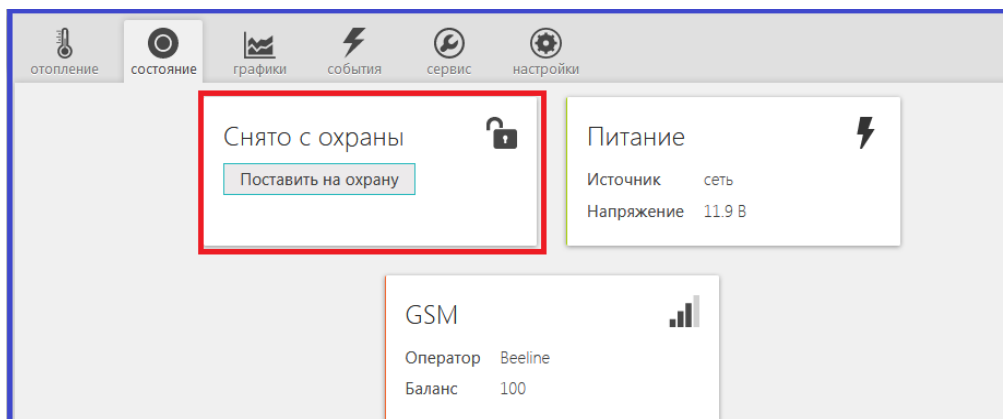 отопление состояние графики события сервис настройки
Снято с охраны
Поставить на охрану
Питание
Источник сеть
Напряжение 11.9 В
GSM
Оператор Beeline
Баланс 100